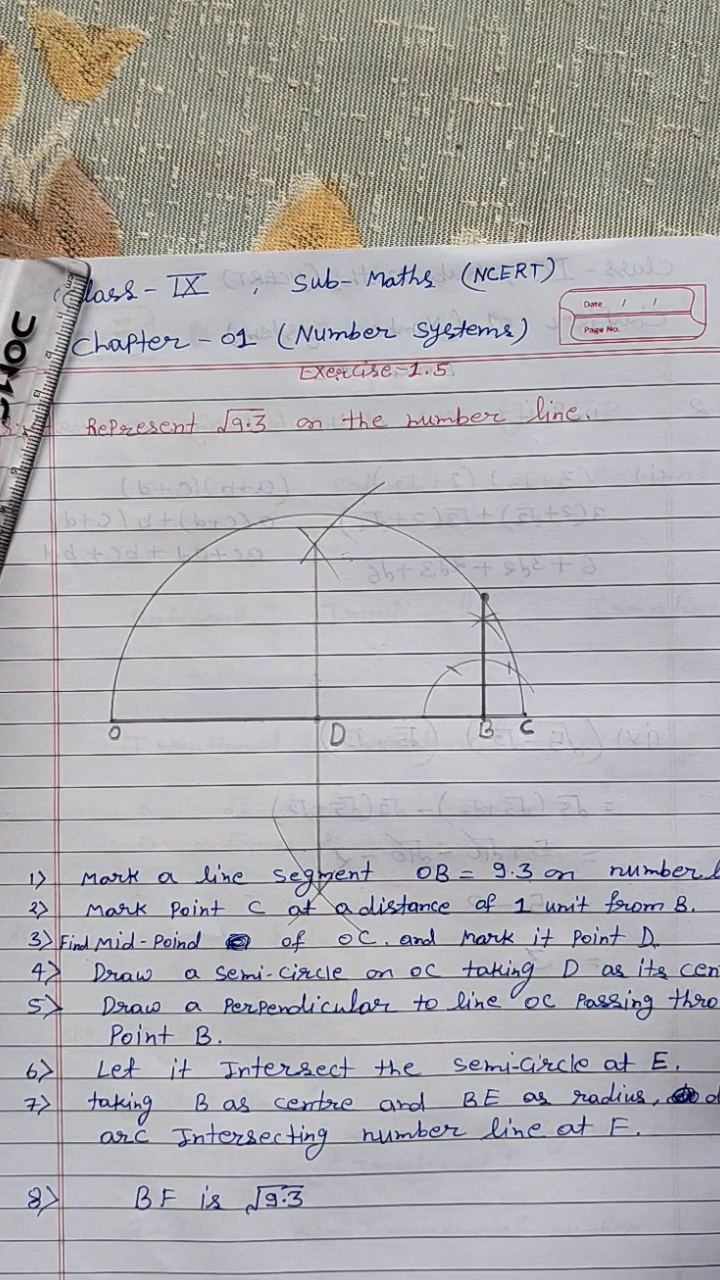 Class - IX , Sub- Maths (NCERT)
Chapter - 01 (Number Systems)
Date / /
Page No.
Exercise-1.5
Represent √9.3 on the number line.
O D B C
1) Mark a line segment OB = 9.3 on number
2) Mark Point C at a distance of 1 unit from B.
3) Find Mid-Poind of OC. and Mark it Point D.
4) Draw a semi-circle on OC taking D as its cen
5) Draw a Perpendicular to line OC Passing thro
Point B.
6) Let it Intersect the semi-circle at E.
7) taking B as centre and BE as radius,
arc Intersecting number line at F.
8) BF is √9.3